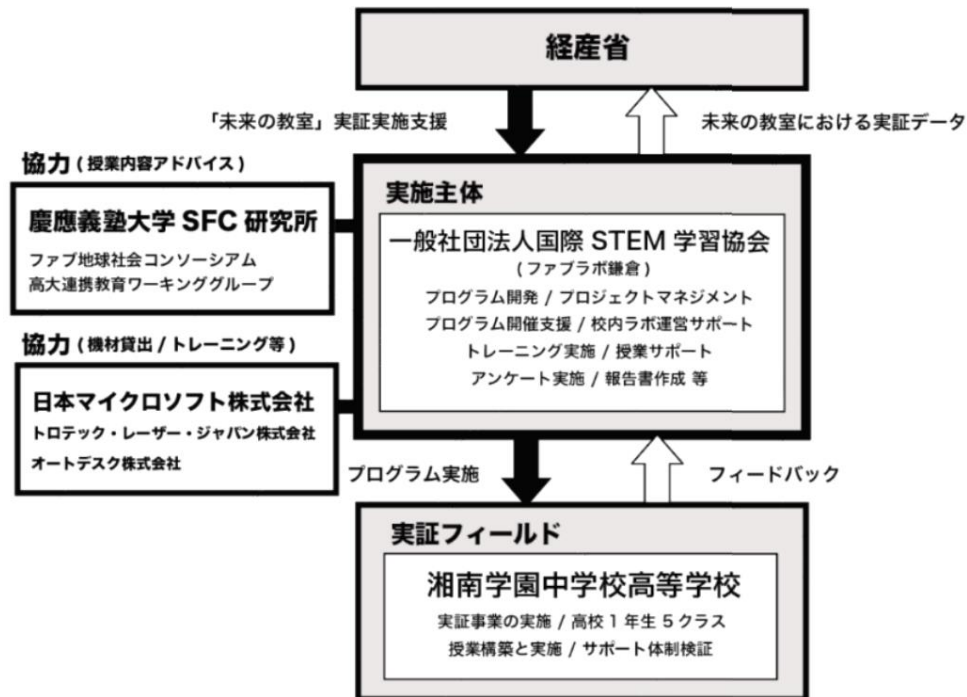 経産省
「未来の教室」実証実施支援
未来の教室における実証データ
協力 ( 授業内容アドバイス )
慶應義塾大学 SFC 研究所
ファブ地球社会コンソーシアム
高大連携教育ワーキンググループ
協力 ( 機材貸出 / トレーニング等 )
日本マイクロソフト株式会社
トロテック・レーザー・ジャパン株式会社
オートデスク株式会社
実施主体
一般社団法人国際 STEM 学習協会
( ファブラボ鎌倉 )
プログラム開発 / プロジェクトマネジメント
プログラム開催支援 / 校内ラボ運営サポート
トレーニング実施 / 授業サポート
アンケート実施 / 報告書作成 等
プログラム実施
フィードバック
実証フィールド
湘南学園中学校高等学校
実証事業の実施 / 高校 1 年生 5 クラス
授業構築と実施 / サポート体制検証